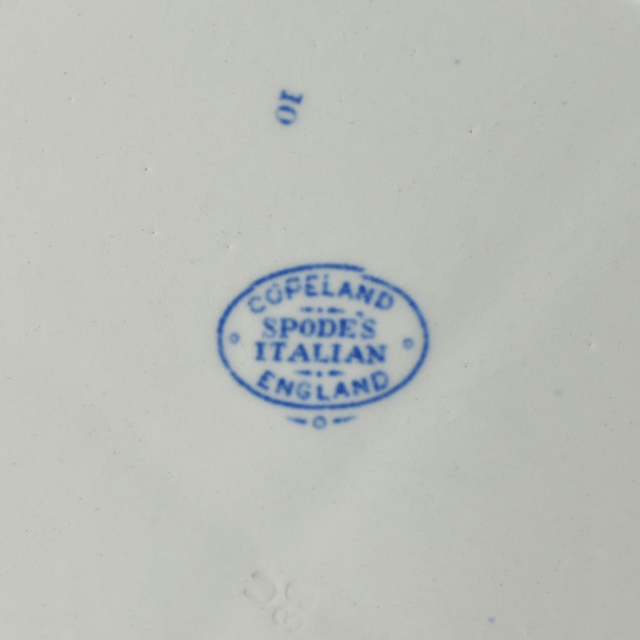 10
COPELAND
SPODE'S
ITALIAN
ENGLAND